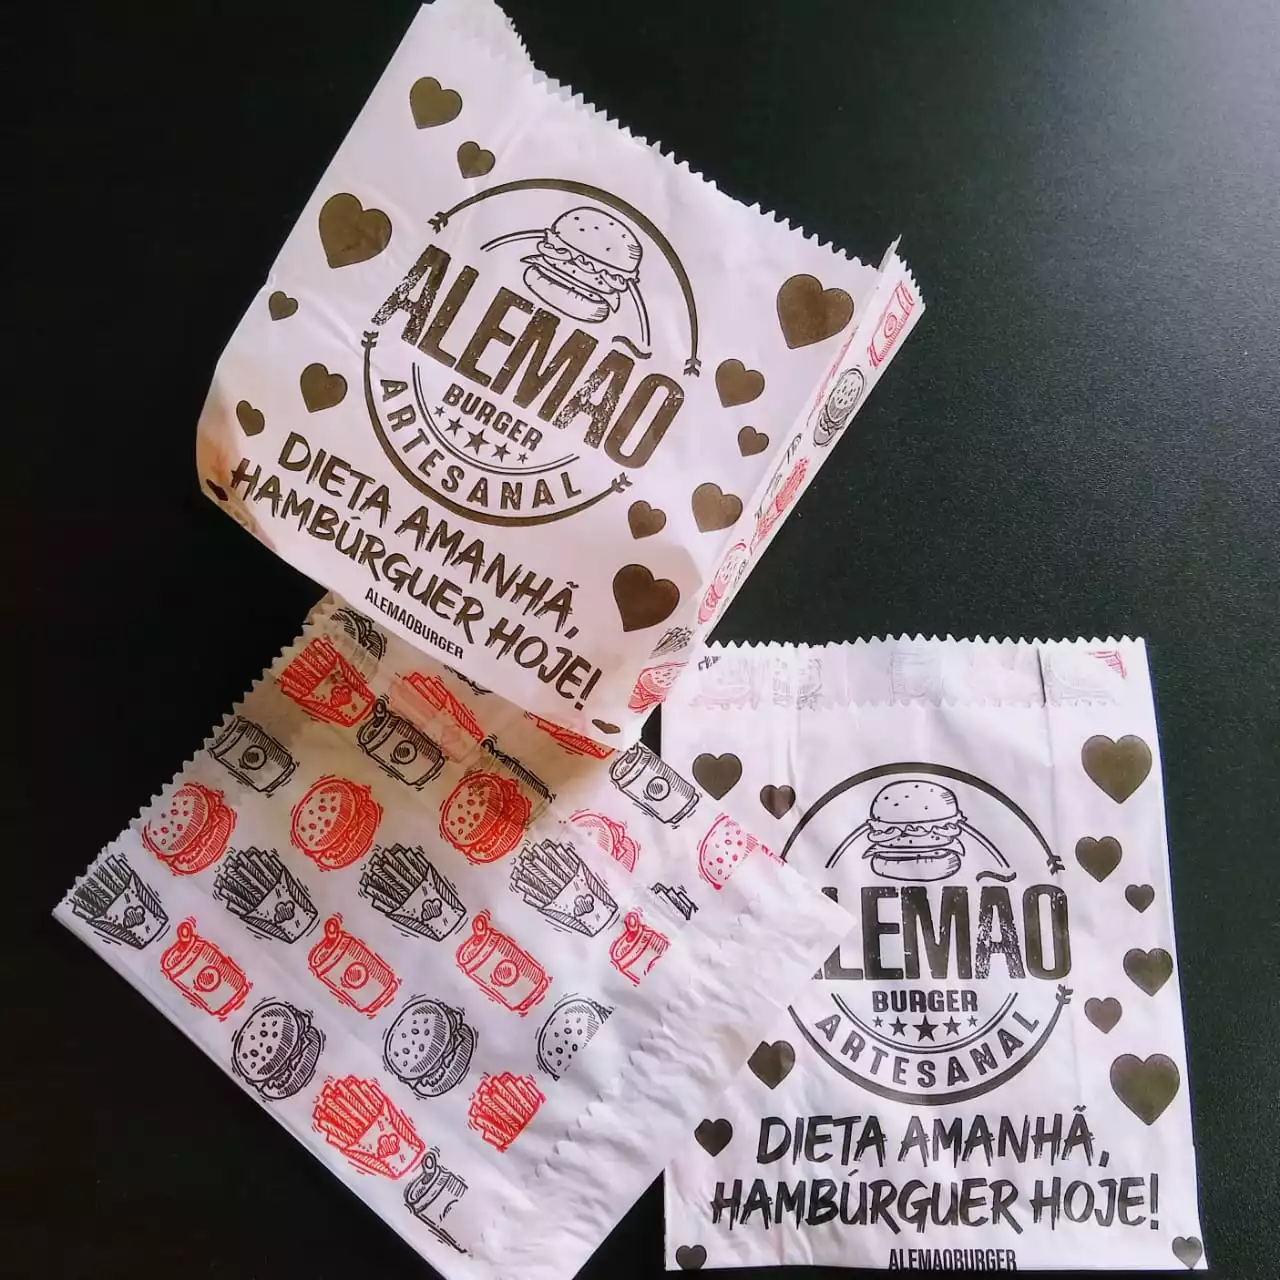 ALEMÃO
BURGER
ARTESANAL
DIETA AMANHÃ,
HAMBÚRGUER HOJE!
ALEMAOBURGER
ALEMÃO
BURGER
ARTESANAL
DIETA AMANHÃ,
HAMBÚRGUER HOJE!
ALEMAOBURGER